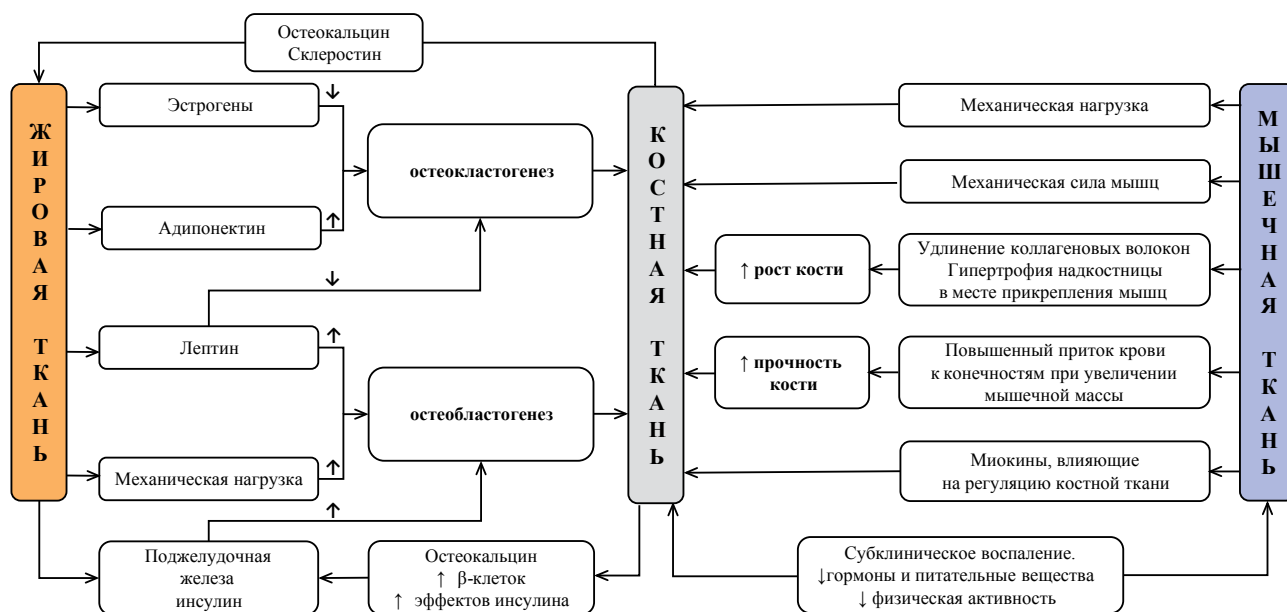 Остеокальцин
Склеростин
ЖИРОВАЯ ТКАНЬ
Эстрогены
↓
Адипонектин
↑
остеокластогенез
↓
Лептин
↑
остеобластогенез
Механическая нагрузка
↑
↑
Поджелудочная
железа
инсулин
Остеокальцин
↑ β-клеток
↑ эффектов инсулина
КОСТНАЯ ТКАНЬ
Механическая нагрузка
Механическая сила мышц
↑ рост кости
Удлинение коллагеновых волокон
Гипертрофия надкостницы
в месте прикрепления мышц
↑ прочность
кости
Повышенный приток крови
к конечностям при увеличении
мышечной массы
Миокины, влияющие
на регуляцию костной ткани
Субклиническое воспаление.
↓гормоны и питательные вещества
↓ физическая активность
МЫШЕЧНАЯ ТКАНЬ